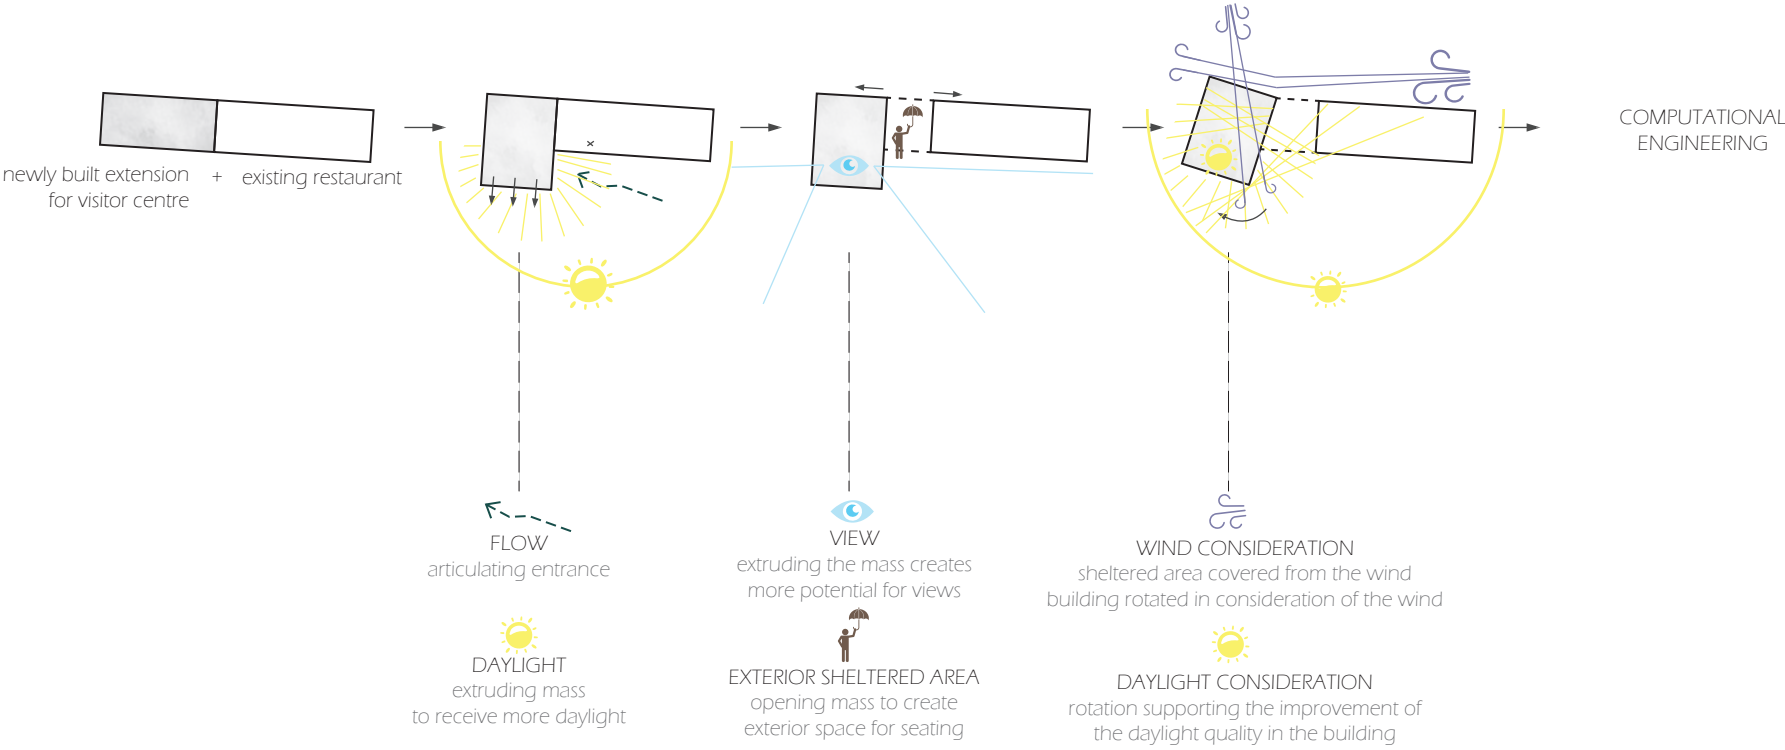 newly built extension + existing restaurant
for visitor centre
COMPUTATIONAL
ENGINEERING
FLOW
articulating entrance
DAYLIGHT
extruding mass
to receive more daylight
VIEW
extruding the mass creates
more potential for views
EXTERIOR SHELTERED AREA
opening mass to create
exterior space for seating
WIND CONSIDERATION
sheltered area covered from the wind
building rotated in consideration of the wind
DAYLIGHT CONSIDERATION
rotation supporting the improvement of
the daylight quality in the building